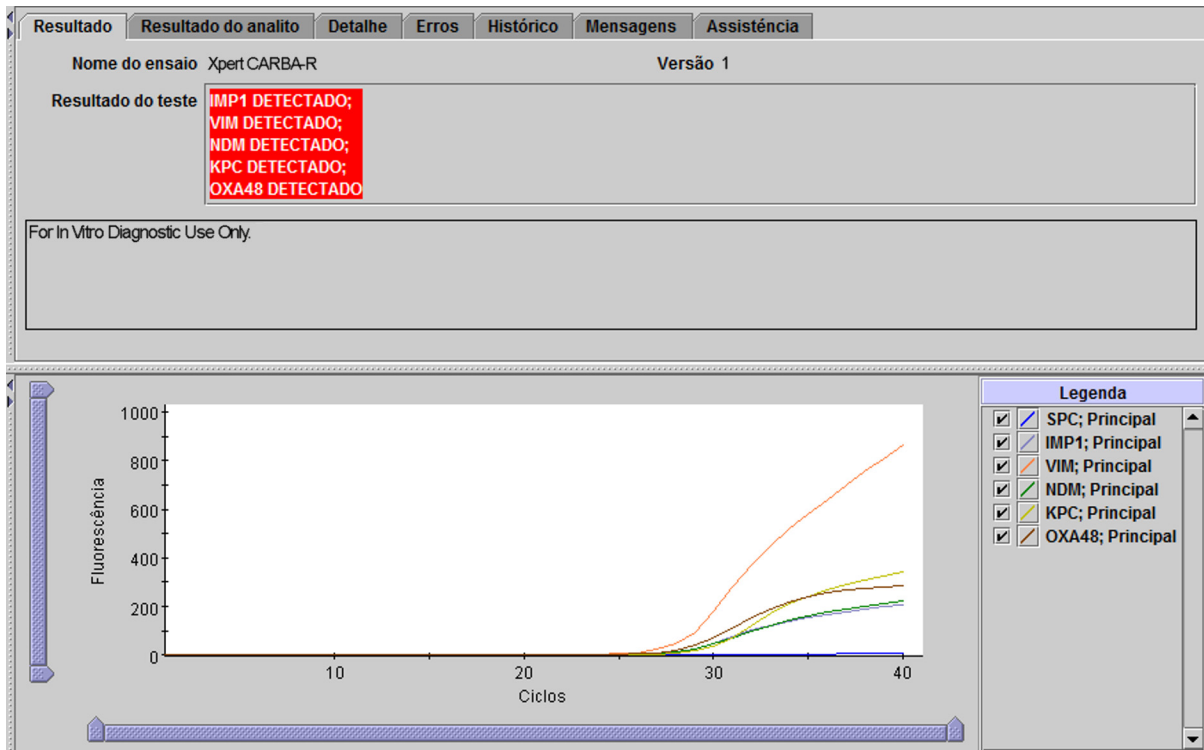 Resultado Resultado do analito Detalhe Erros Histórico Mensagens Assisténcia
Nome do ensaio Xpert CARBA-R Versão 1
Resultado do teste IMP1 DETECTADO;
VIM DETECTADO;
NDM DETECTADO;
KPC DETECTADO;
OXA48 DETECTADO
For In Vitro Diagnostic Use Only.
1000
800
600
400
200
0
Fluorescência
10 20 30 40
Ciclos
Legenda
SPC; Principal
IMP1; Principal
VIM; Principal
NDM; Principal
KPC; Principal
OXA48; Principal